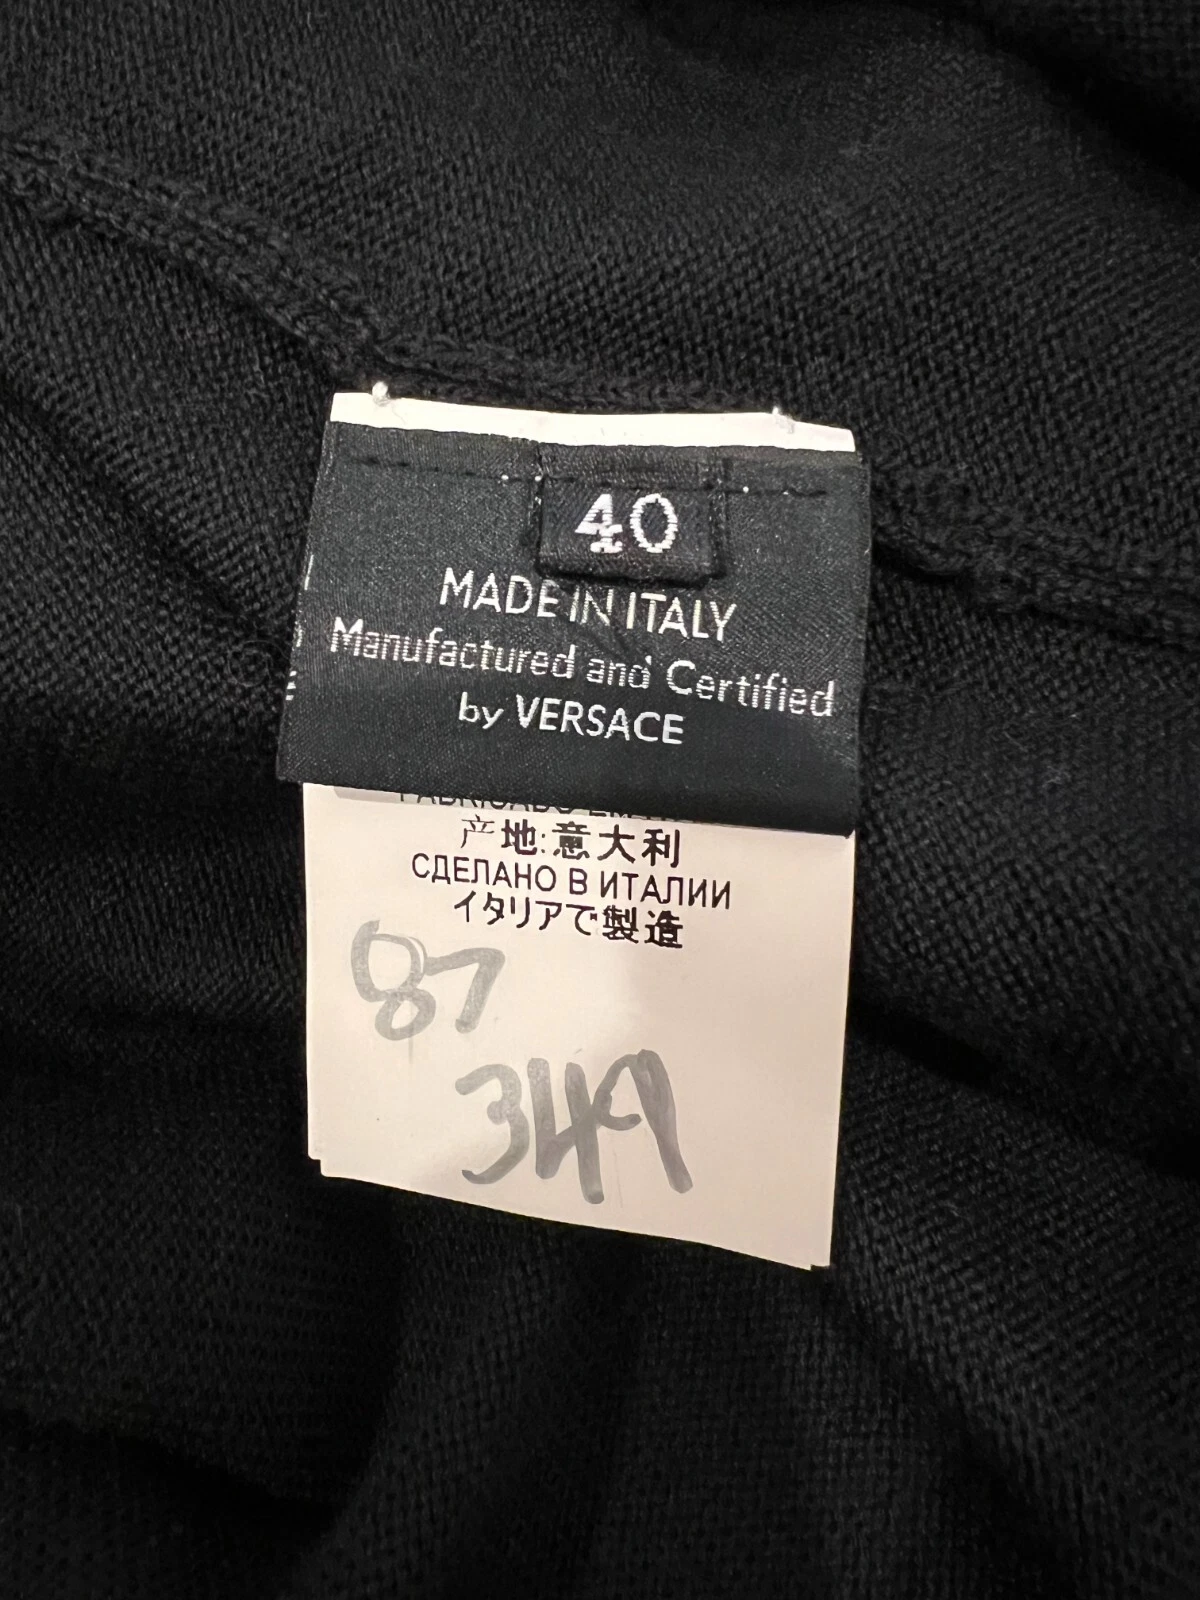 40
MADE IN ITALY
Manufactured and Certified
by VERSACE
产地:意大利
СДЕЛАНО В ИТАЛИИ
イタリアで製造
87
349